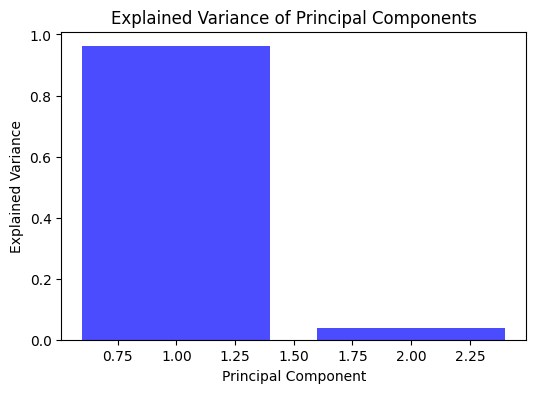 Explained Variance of Principal Components
1.0
0.8
0.6
0.4
0.2
0.0
Explained Variance
0.75 1.00 1.25 1.50 1.75 2.00 2.25
Principal Component